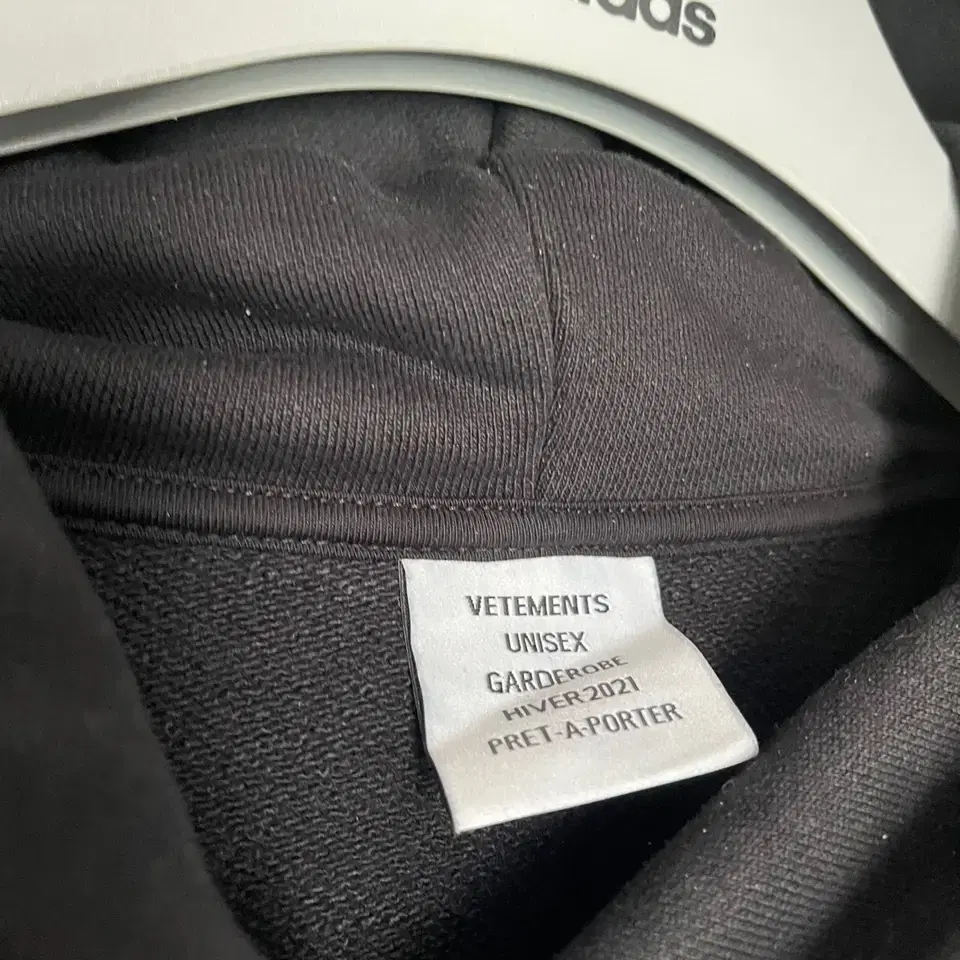 VETEMENTS
UNISEX
GARDEROBE
HIVER 2021
PRET-A-PORTER